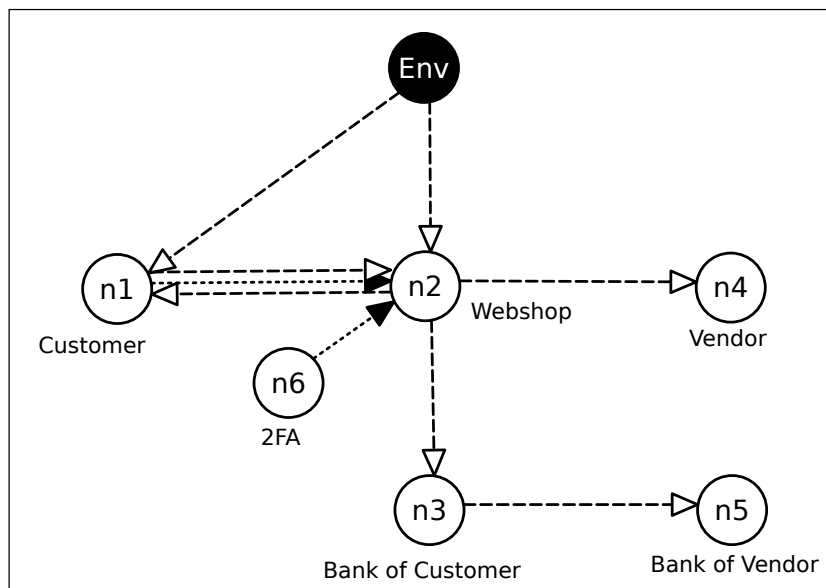 Env
n1
n2
n4
Webshop
Customer
Vendor
n6
2FA
n3
n5
Bank of Customer
Bank of Vendor